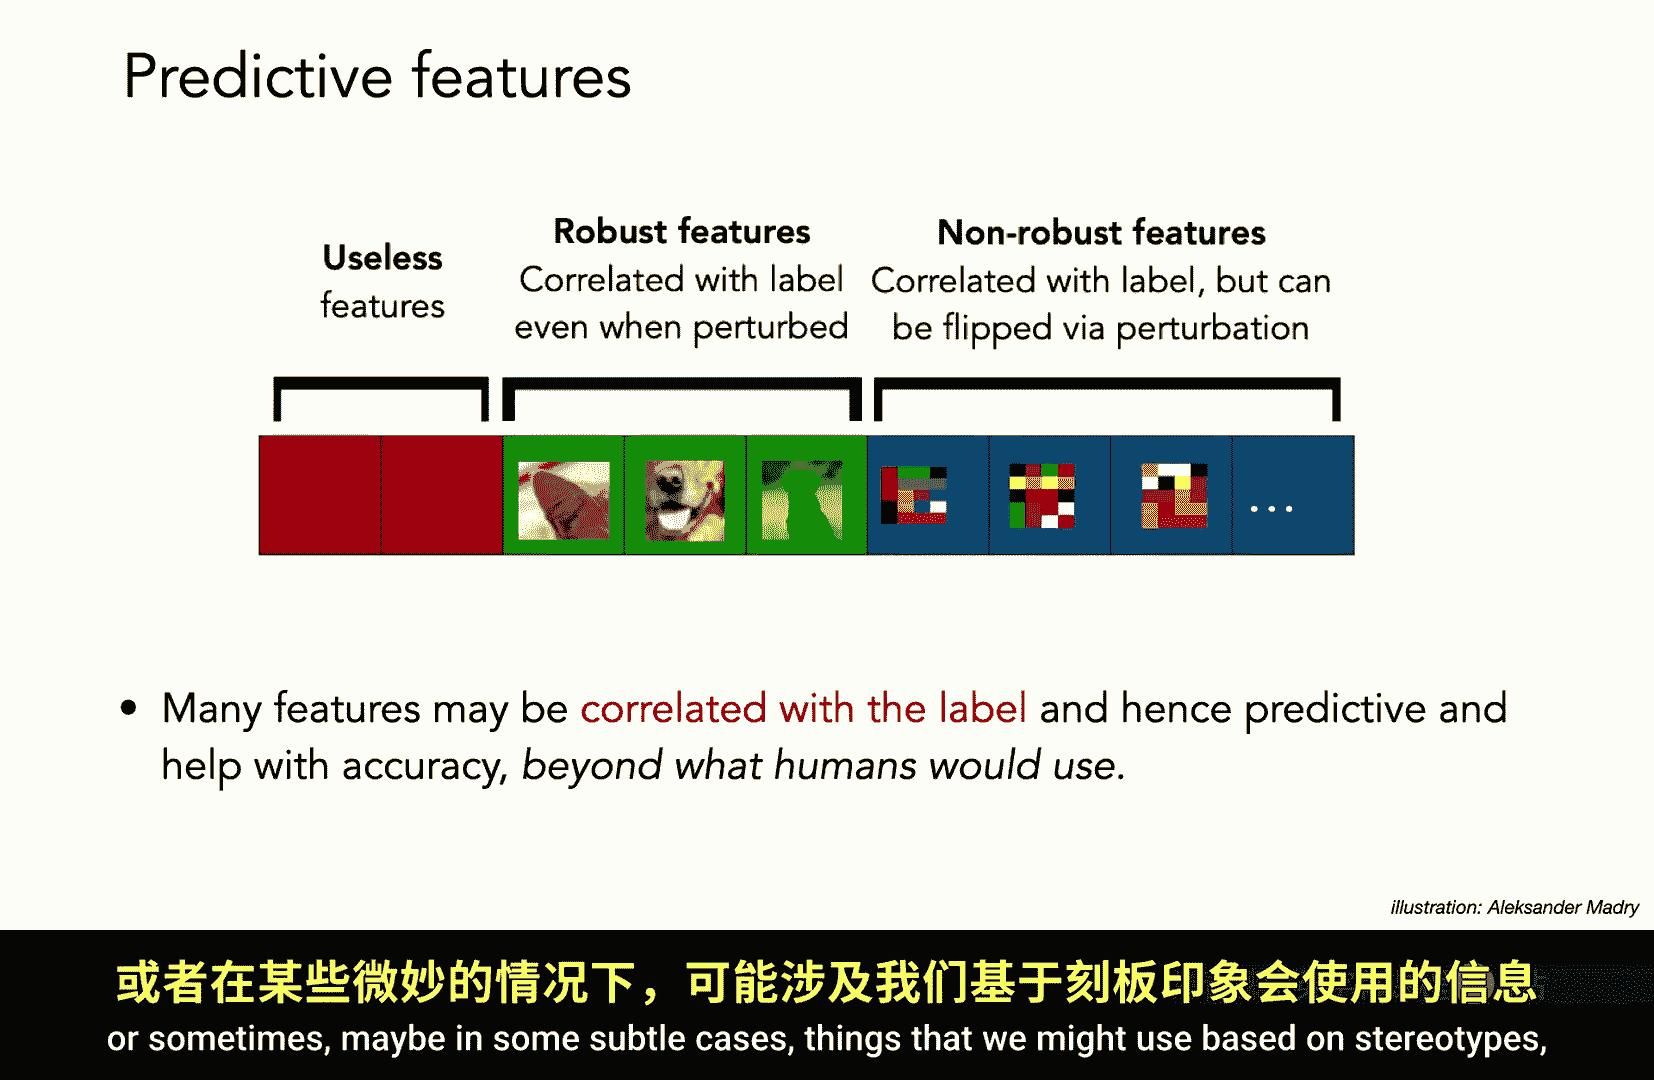 Predictive features
Useless
features
Robust features
Correlated with label
even when perturbed
Non-robust features
Correlated with label, but can
be flipped via perturbation
...
• Many features may be correlated with the label and hence predictive and
help with accuracy, beyond what humans would use.
illustration: Aleksander Madry
或者在某些微妙的情况下，可能涉及我们基于刻板印象会使用的信息
or sometimes, maybe in some subtle cases, things that we might use based on stereotypes,